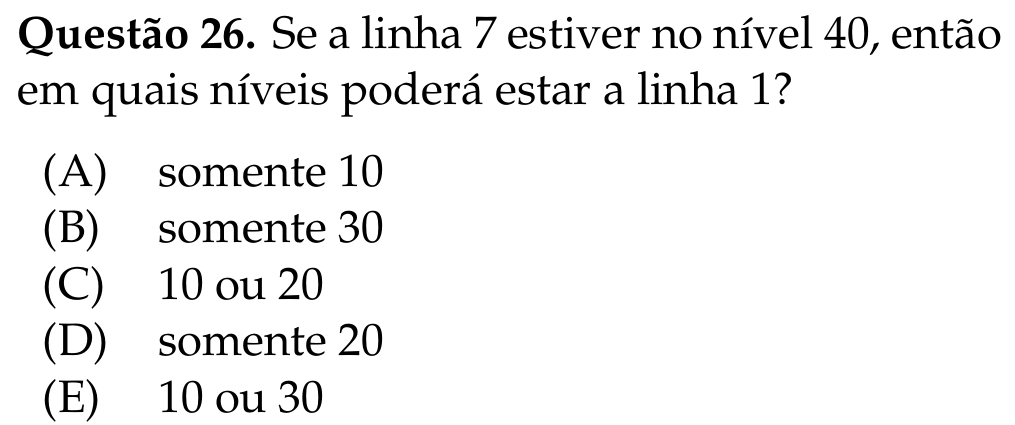 Questão 26. Se a linha 7 estiver no nível 40, então
em quais níveis poderá estar a linha 1?
(A) somente 10
(B) somente 30
(C) 10 ou 20
(D) somente 20
(E) 10 ou 30